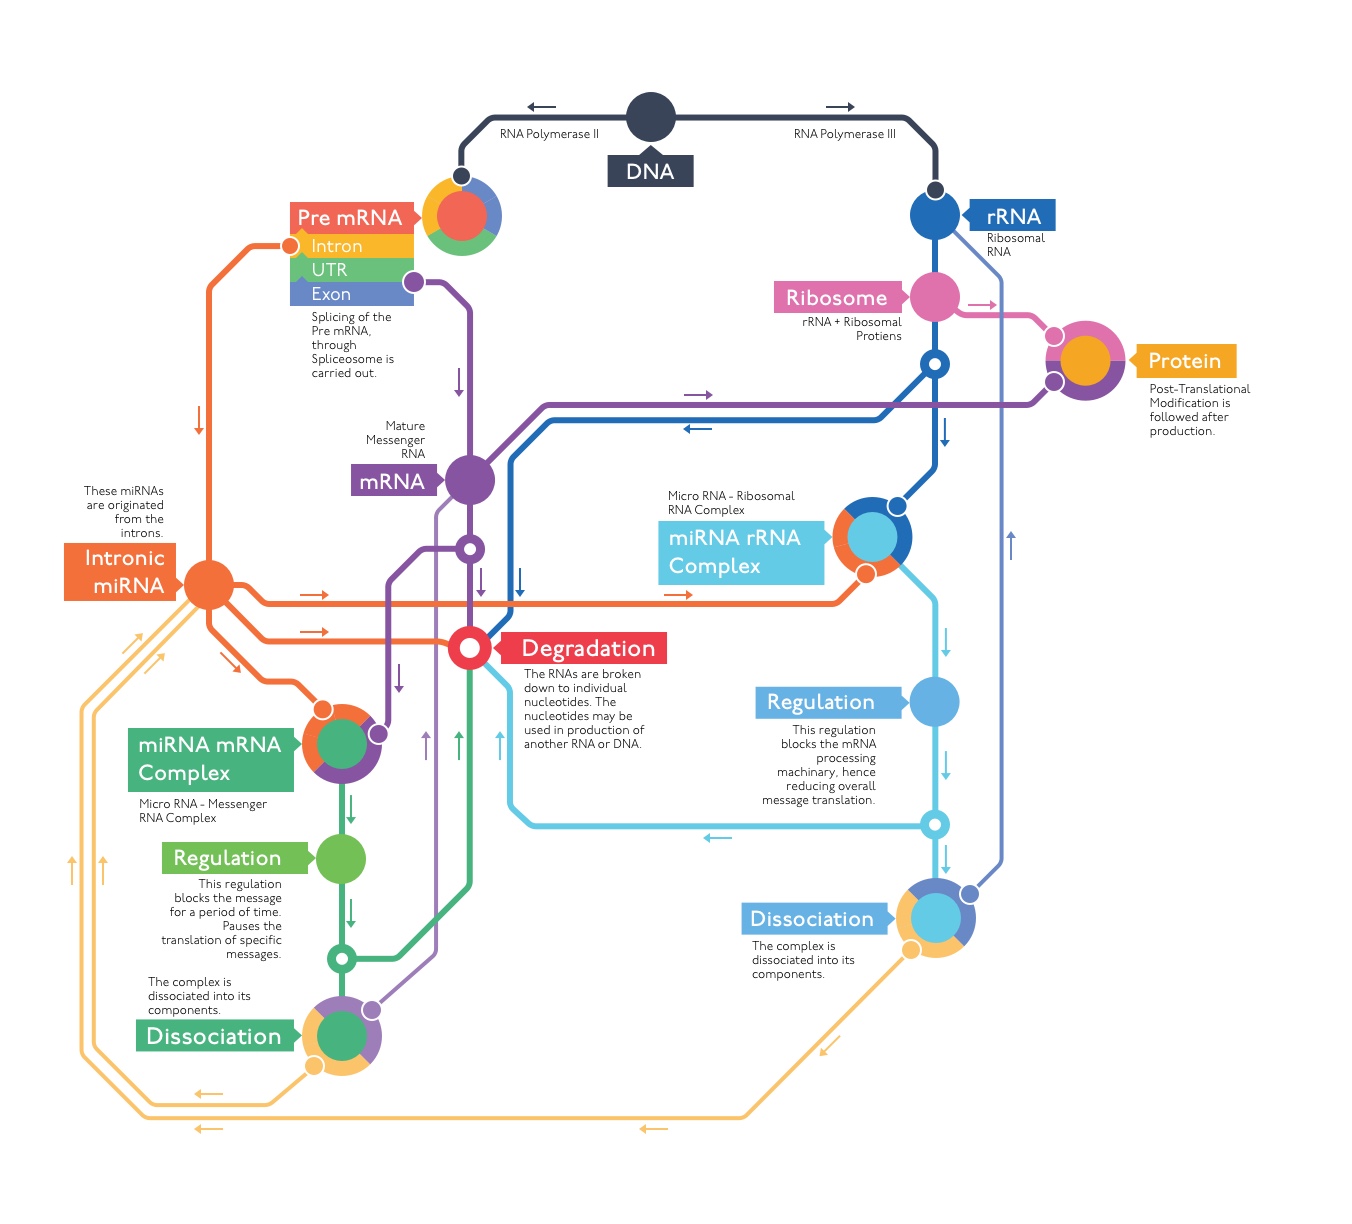 RNA Polymerase II
RNA Polymerase III
DNA
Pre mRNA
Intron
UTR
Exon
Splicing of the
Pre mRNA,
through
Spliceosome is
carried out.
rRNA
Ribosomal
RNA
Ribosome
rRNA + Ribosomal
Protiens
Protein
Post-Translational
Modification is
followed after
production.
Mature
Messenger
RNA
mRNA
These miRNAs
are originated
from the
introns.
Intronic
miRNA
Micro RNA - Ribosomal
RNA Complex
miRNA rRNA
Complex
Degradation
The RNAs are broken
down to individual
nucleotides. The
nucleotides may be
used in production of
another RNA or DNA.
Regulation
This regulation
blocks the mRNA
processing
machinary, hence
reducing overall
message translation.
miRNA mRNA
Complex
Micro RNA - Messenger
RNA Complex
Regulation
This regulation
blocks the message
for a period of time.
Pauses the
translation of specific
messages.
Dissociation
The complex is
dissociated into its
components.
The complex is
dissociated into its
components.
Dissociation